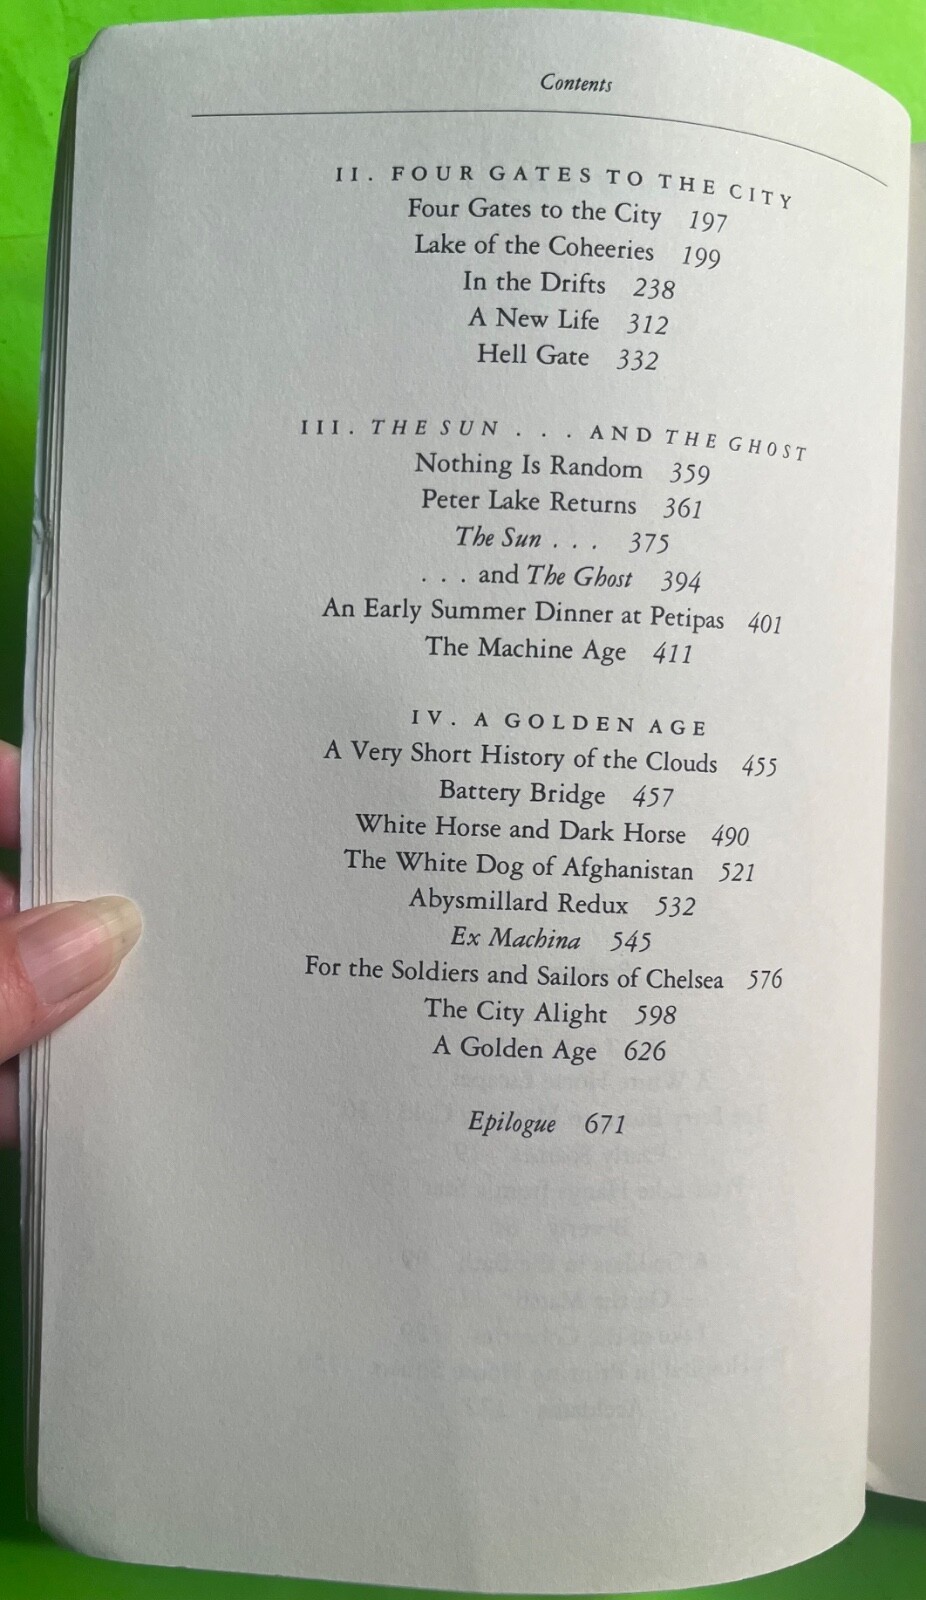 Contents
II. FOUR GATES TO THE CITY
Four Gates to the City 197
Lake of the Coheeries 199
In the Drifts 238
A New Life 312
Hell Gate 332
III. THE SUN . . . AND THE GHOST
Nothing Is Random 359
Peter Lake Returns 361
The Sun . . . 375
. . . and The Ghost 394
An Early Summer Dinner at Petipas 401
The Machine Age 411
IV. A GOLDEN AGE
A Very Short History of the Clouds 455
Battery Bridge 457
White Horse and Dark Horse 490
The White Dog of Afghanistan 521
Abysmillard Redux 532
Ex Machina 545
For the Soldiers and Sailors of Chelsea 576
The City Alight 598
A Golden Age 626
Epilogue 671